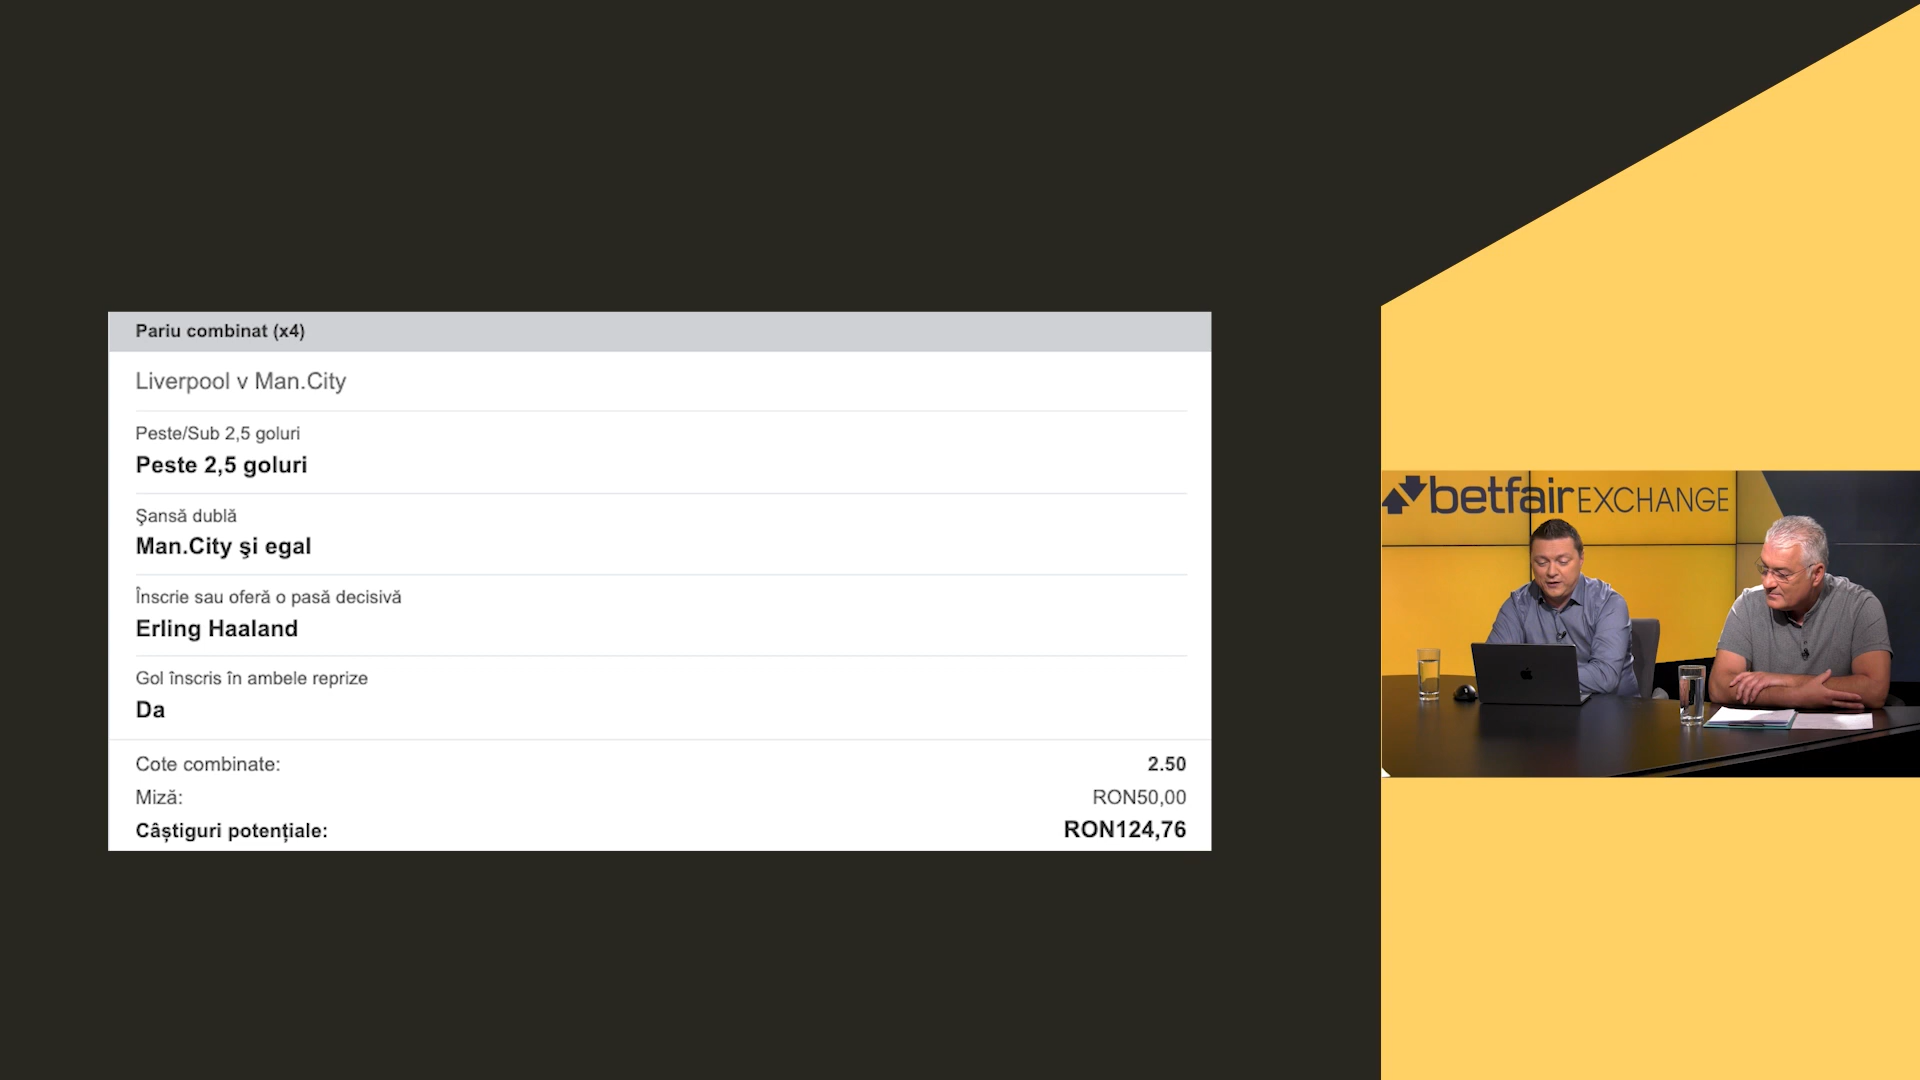 Pariu combinat (x4)
Liverpool v Man.City
Peste/Sub 2,5 goluri
Peste 2,5 goluri
Şansă dublă
Man.City şi egal
Înscrie sau oferă o pasă decisivă
Erling Haaland
Gol înscris în ambele reprize
Da
Cote combinate: 2.50
Miză: RON50,00
Câștiguri potențiale: RON124,76
betfair EXCHANGE